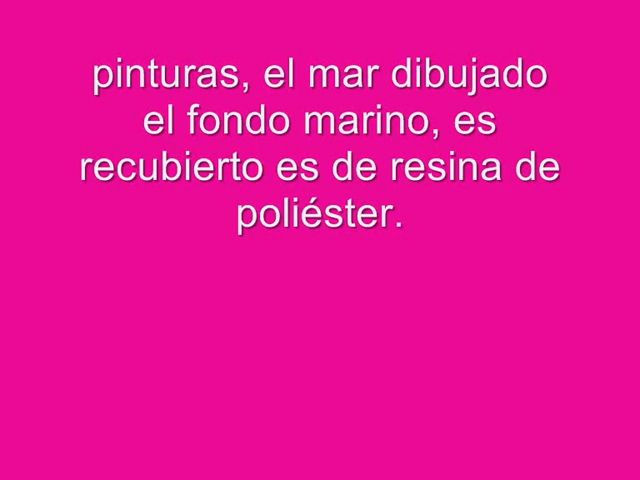 pinturas, el mar dibujado
el fondo marino, es
recubierto es de resina de
poliéster.